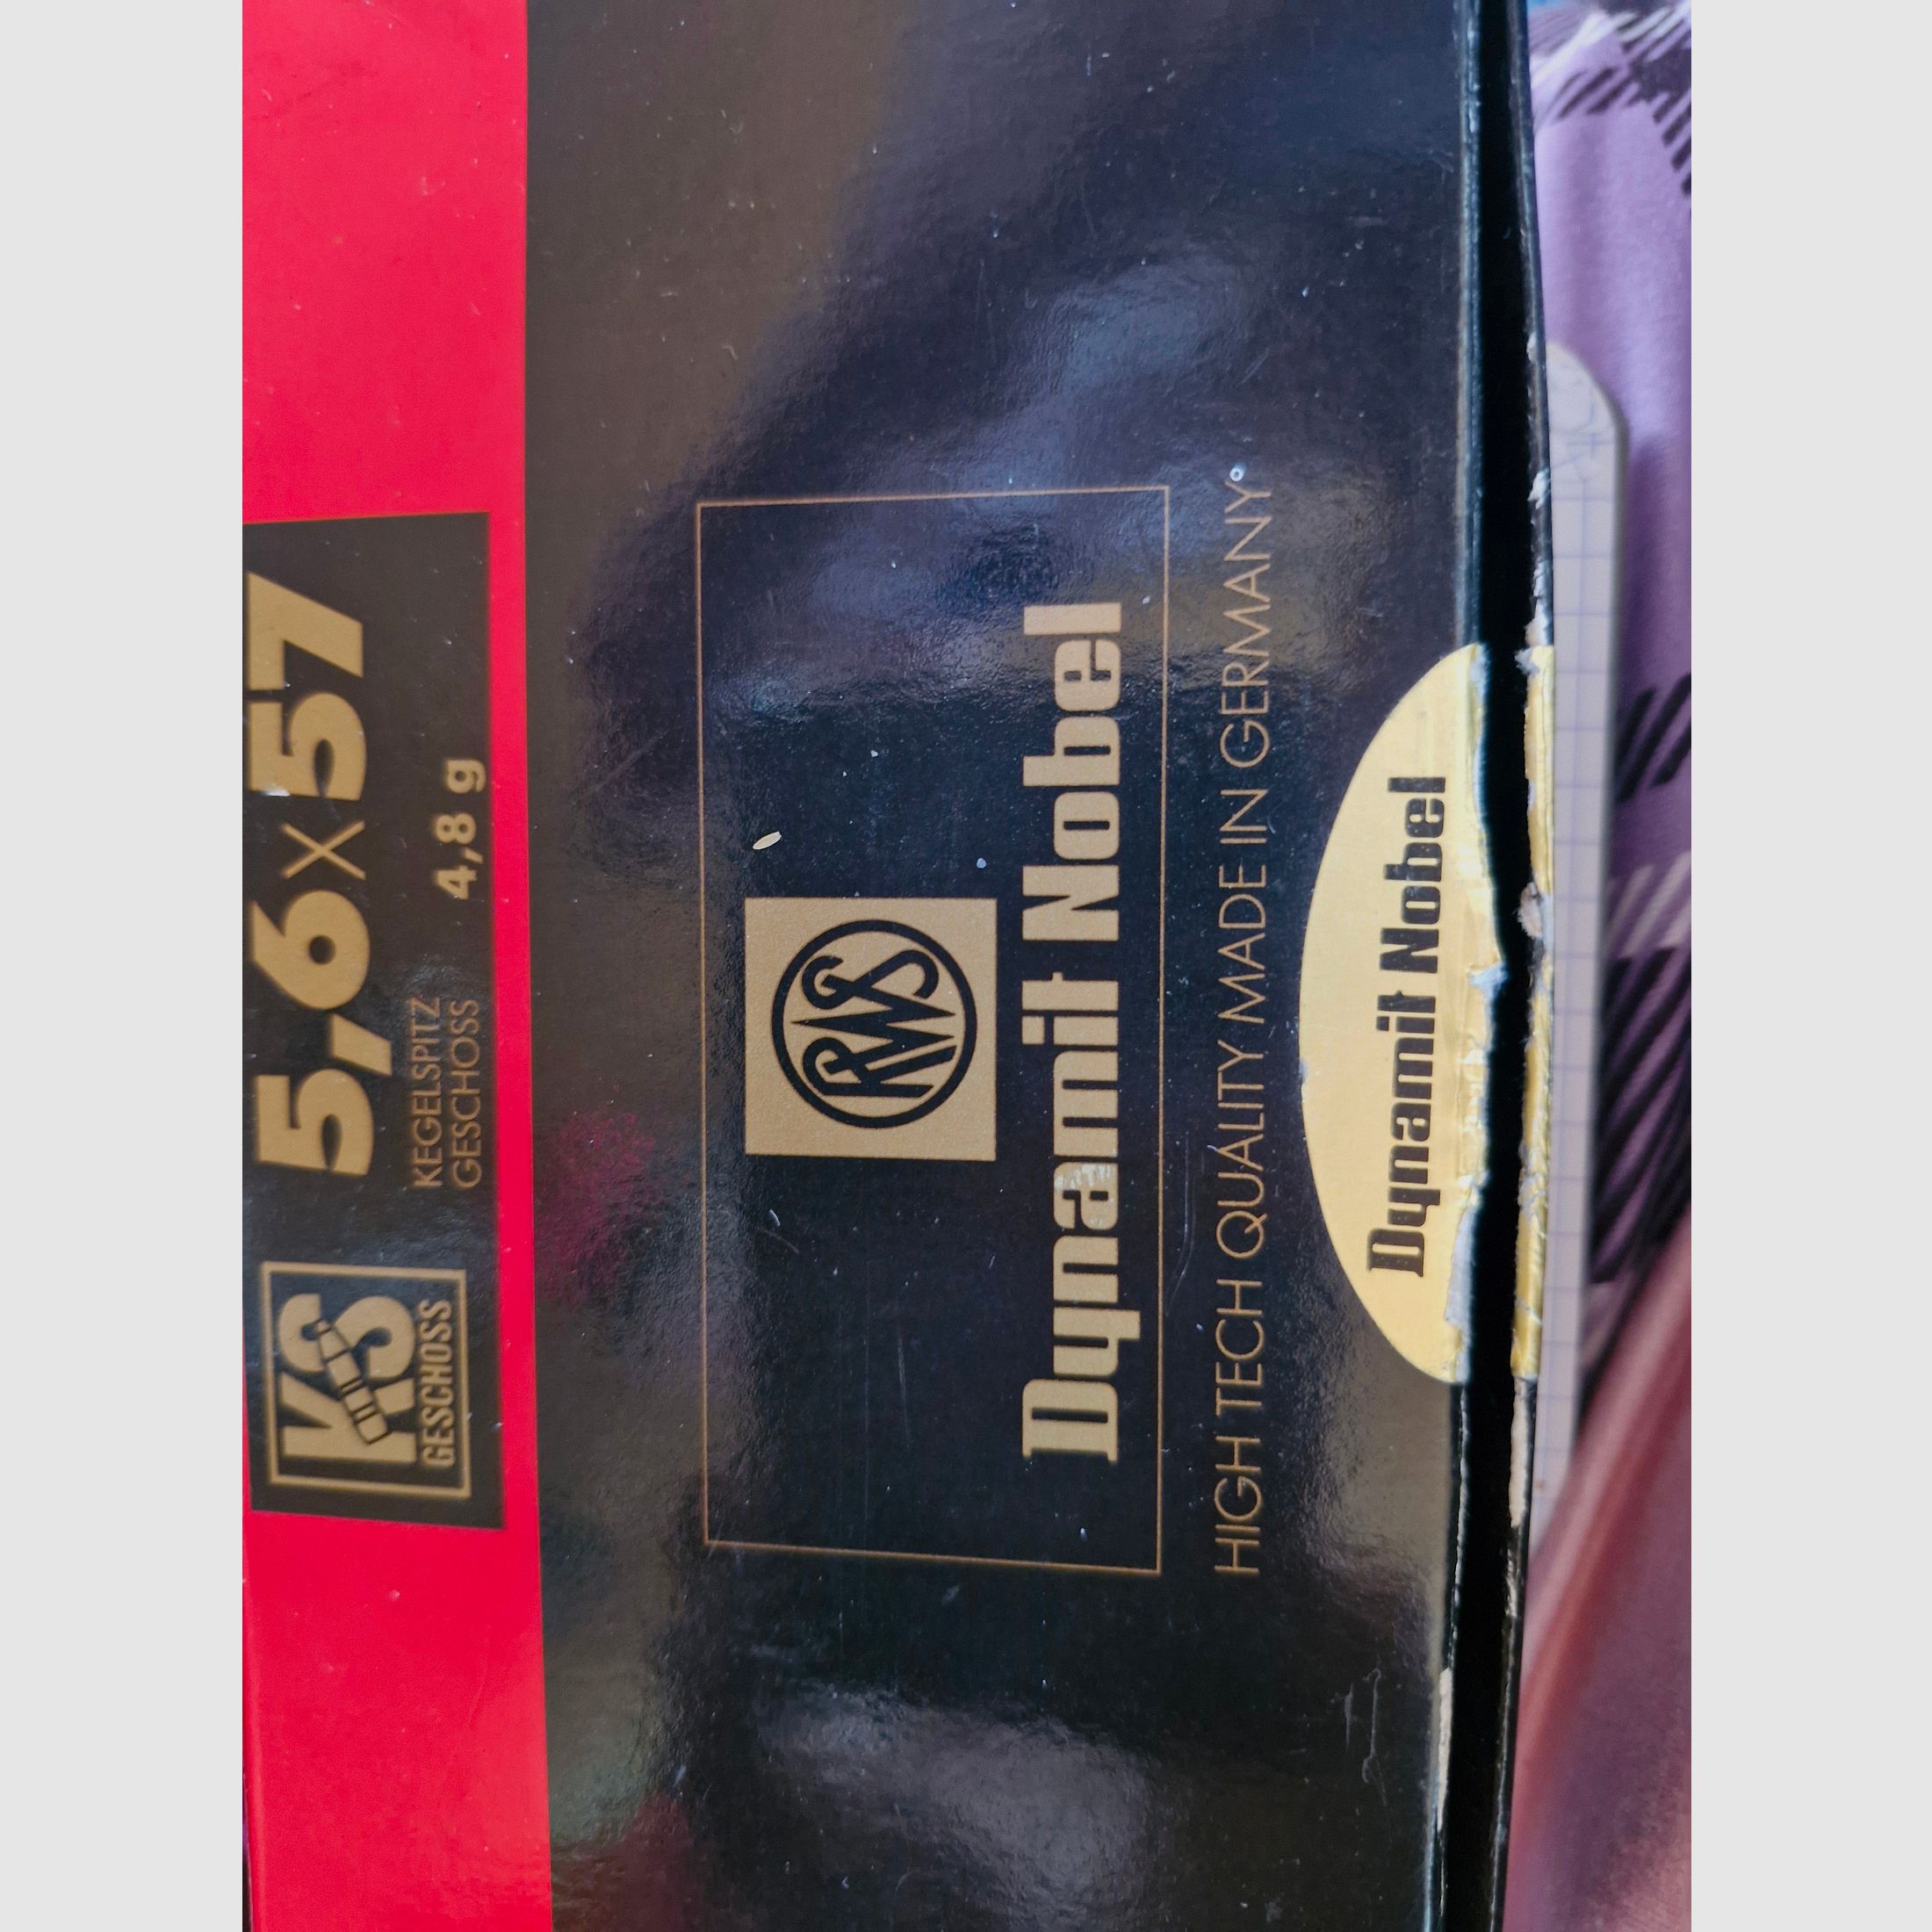 KS
GESCHOSS
5,6 × 57
KEGELSPITZ
GESCHOSS
4,8 g
RWS
Dynamit Nobel
HIGH TECH QUALITY MADE IN GERMANY
Dynamit Nobel